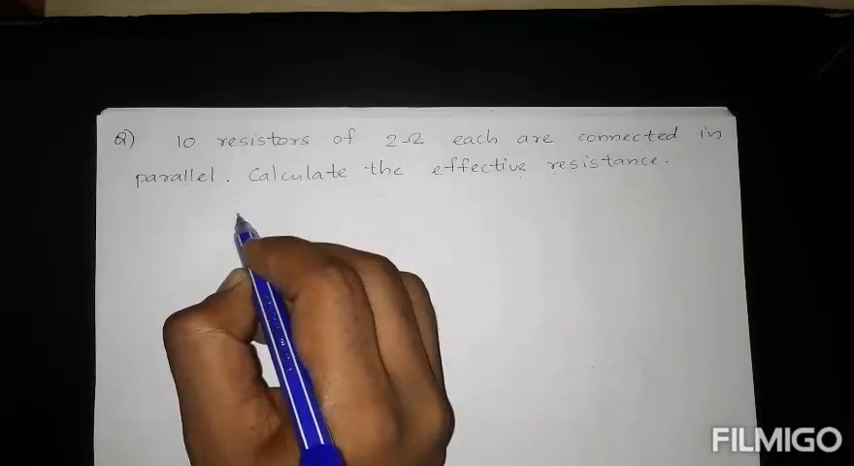 Q) 10 resistors of 2Ω each are connected in
parallel. Calculate the effective resistance.
FILMIGO